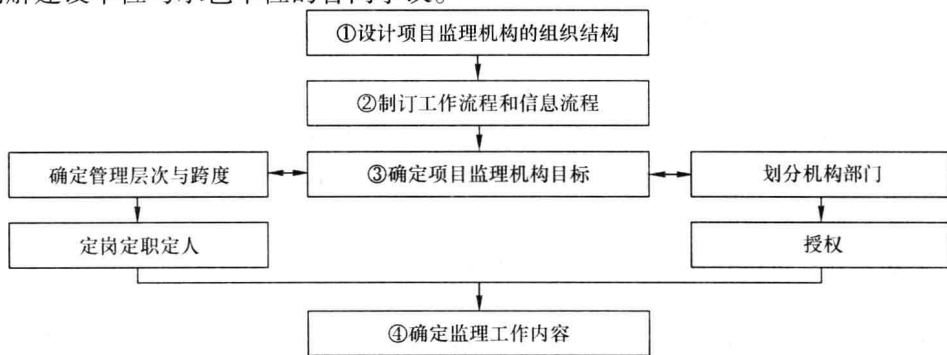 ①设计项目监理机构的组织结构
②制订工作流程和信息流程
确定管理层次与跨度
③确定项目监理机构目标
划分机构部门
定岗定职定人
授权
④确定监理工作内容